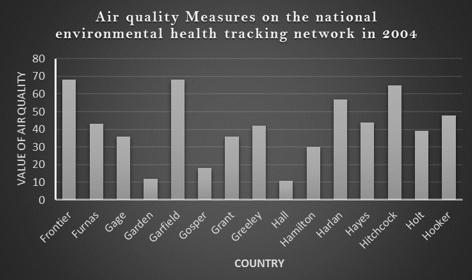 Air quality Measures on the national
environmental health tracking network in 2004
VALUE OF AIR QUALITY
80
70
60
50
40
30
20
10
0
Frontier
Furnas
Gage
Garden
Garfield
Gosper
Grant
Greeley
Hall
Hamilton
Harlan
Hayes
Hitchcock
Holt
Hooker
COUNTRY